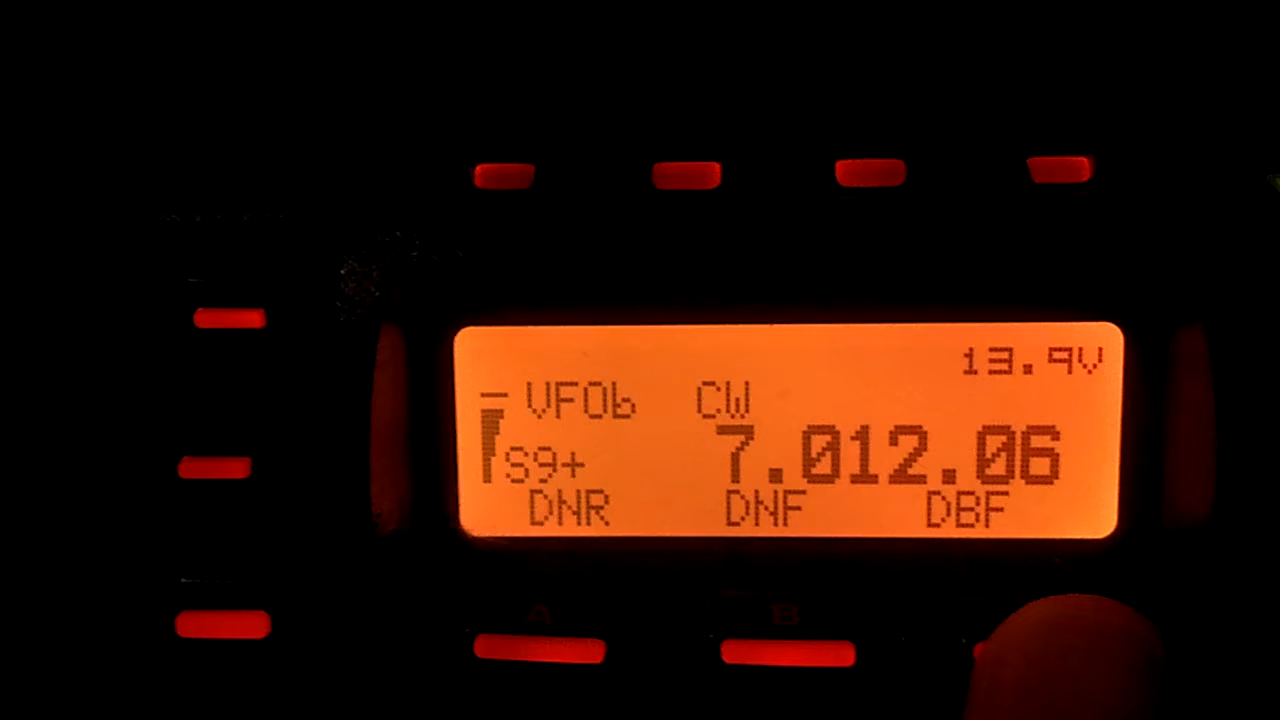 13.9V
VFOb CW
7.012.06
S9+
DNR DNF DBF
A B